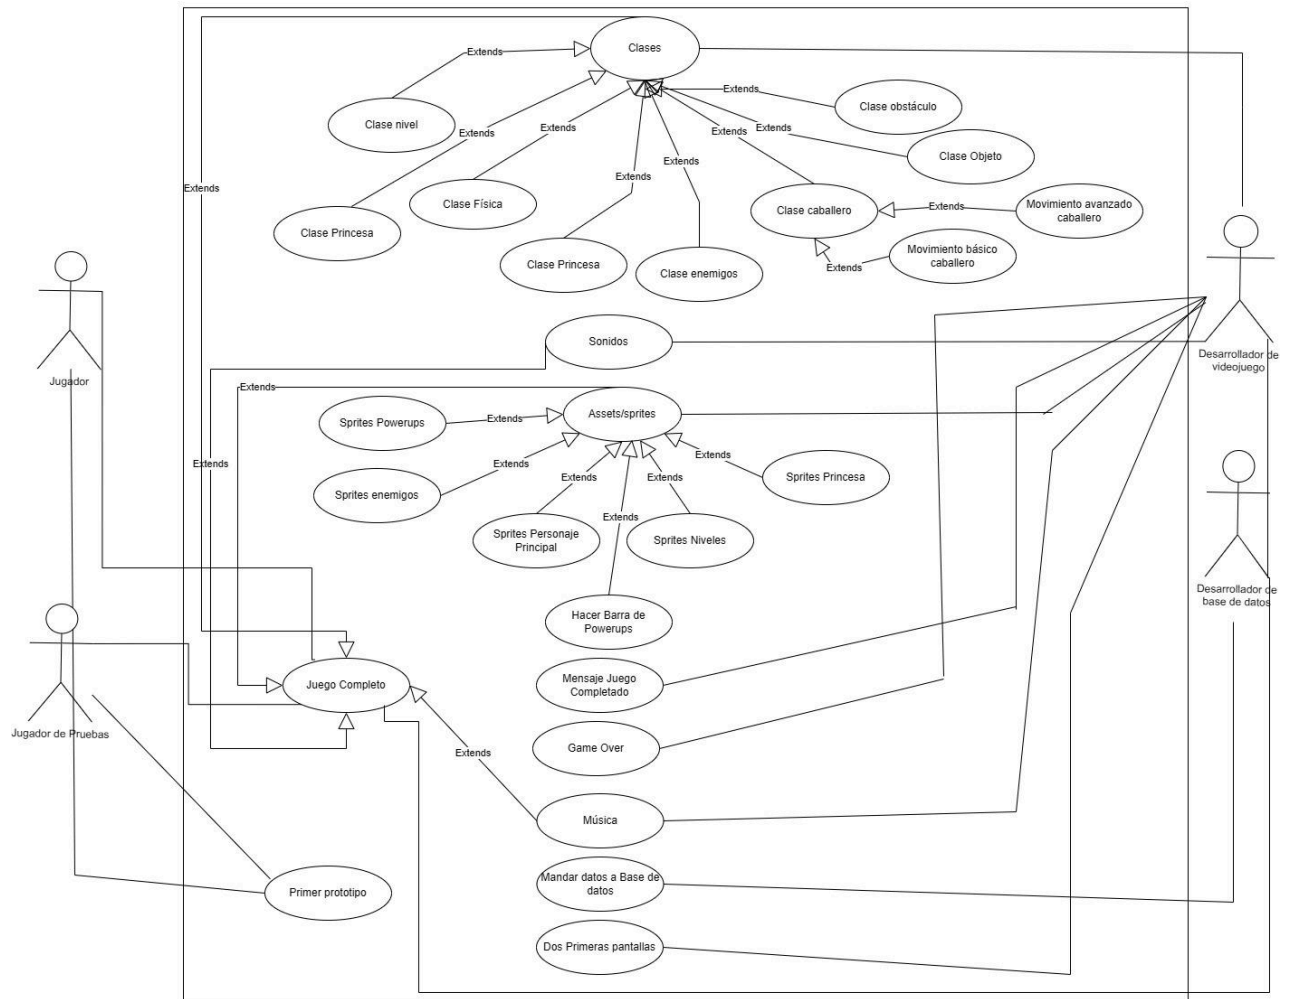 Clases
Extends
Extends
Clase obstáculo
Clase nivel
Extends
Extends
Extends
Extends
Clase Objeto
Extends
Extends
Extends
Clase Física
Clase caballero
Extends
Movimiento avanzado
caballero
Clase Princesa
Movimiento básico
caballero
Clase Princesa
Clase enemigos
Extends
Sonidos
Desarrollador de
videojuego
Jugador
Extends
Sprites Powerups
Extends
Assets/sprites
Extends
Extends
Extends
Extends
Extends
Sprites Princesa
Sprites enemigos
Extends
Sprites Personaje
Principal
Sprites Niveles
Desarrollador de
base de datos
Hacer Barra de
Powerups
Mensaje Juego
Completado
Juego Completo
Jugador de Pruebas
Game Over
Extends
Música
Mandar datos a Base de
datos
Primer prototipo
Dos Primeras pantallas